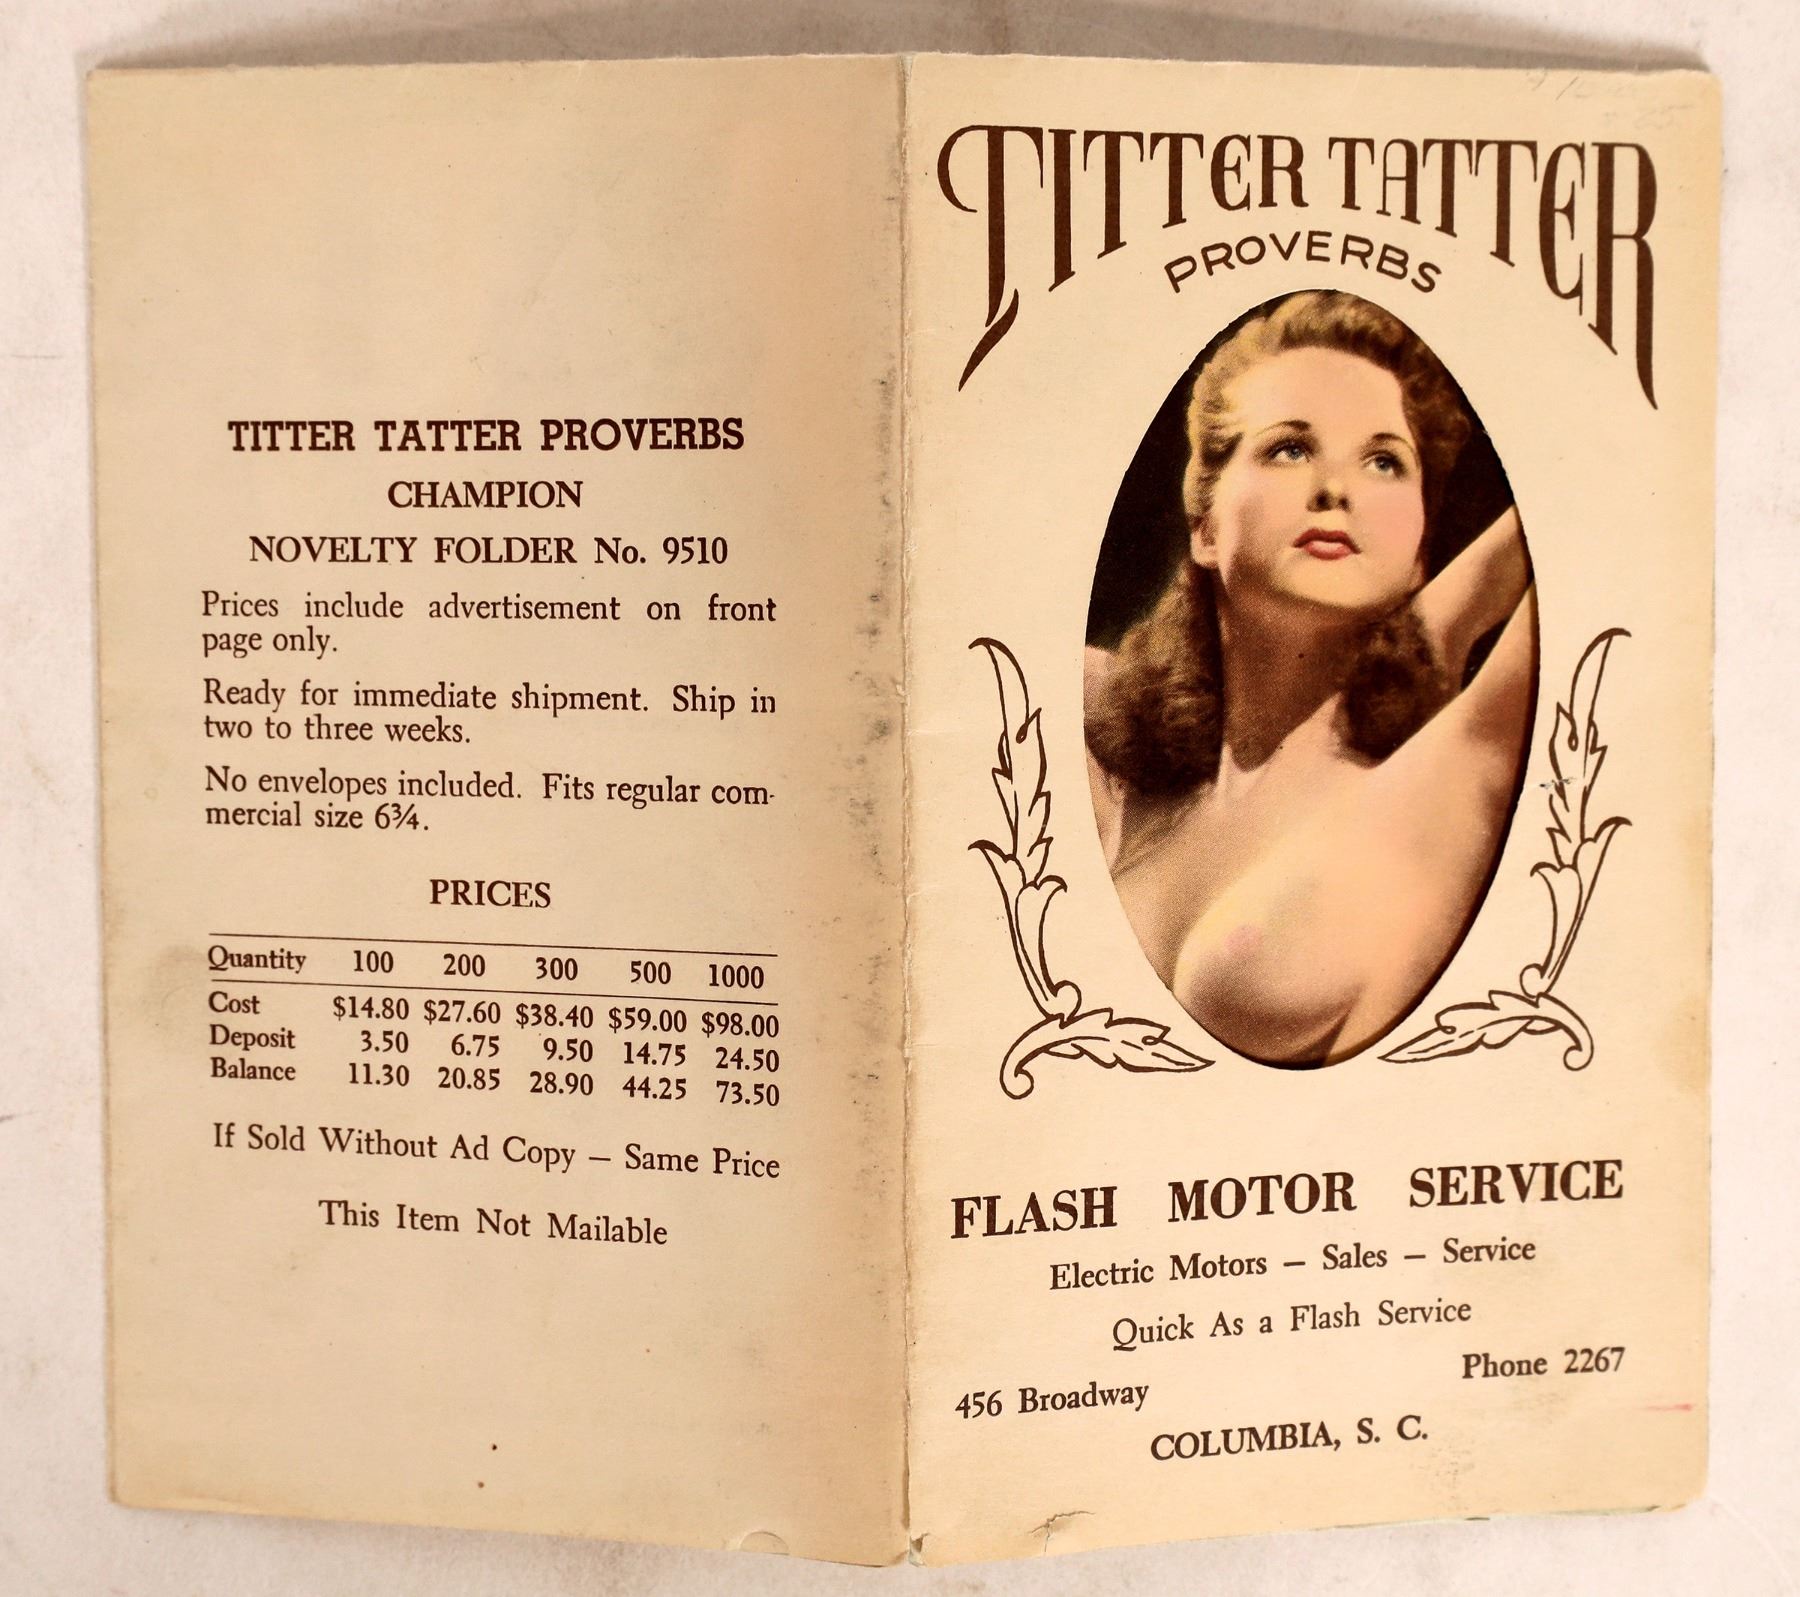 TITTER TATTER PROVERBS
CHAMPION
NOVELTY FOLDER No. 9510
Prices include advertisement on front
page only.
Ready for immediate shipment. Ship in
two to three weeks.
No envelopes included. Fits regular com-
mercial size 6¾.
PRICES
Quantity 100 200 300 500 1000
Cost $14.80 $27.60 $38.40 $59.00 $98.00
Deposit 3.50 6.75 9.50 14.75 24.50
Balance 11.30 20.85 28.90 44.25 73.50
If Sold Without Ad Copy – Same Price
This Item Not Mailable
TITTER TATTER
PROVERBS
FLASH MOTOR SERVICE
Electric Motors – Sales – Service
Quick As a Flash Service
Phone 2267
456 Broadway
COLUMBIA, S. C.